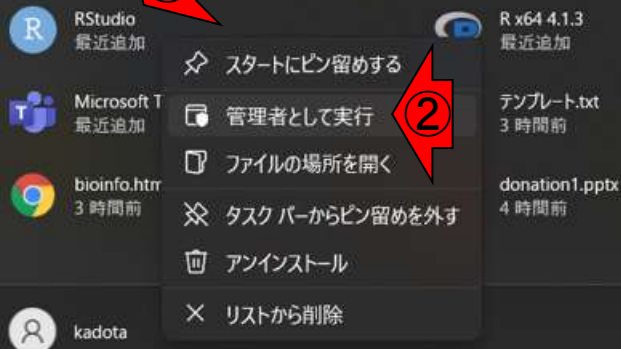 RStudio
最近追加
R x64 4.1.3
最近追加
スタートにピン留めする
Microsoft T
最近追加
管理者として実行
②
テンプレート.txt
3 時間前
ファイルの場所を開く
bioinfo.htm
3 時間前
donation1.pptx
4 時間前
タスク バーからピン留めを外す
アンインストール
リストから削除
kadota